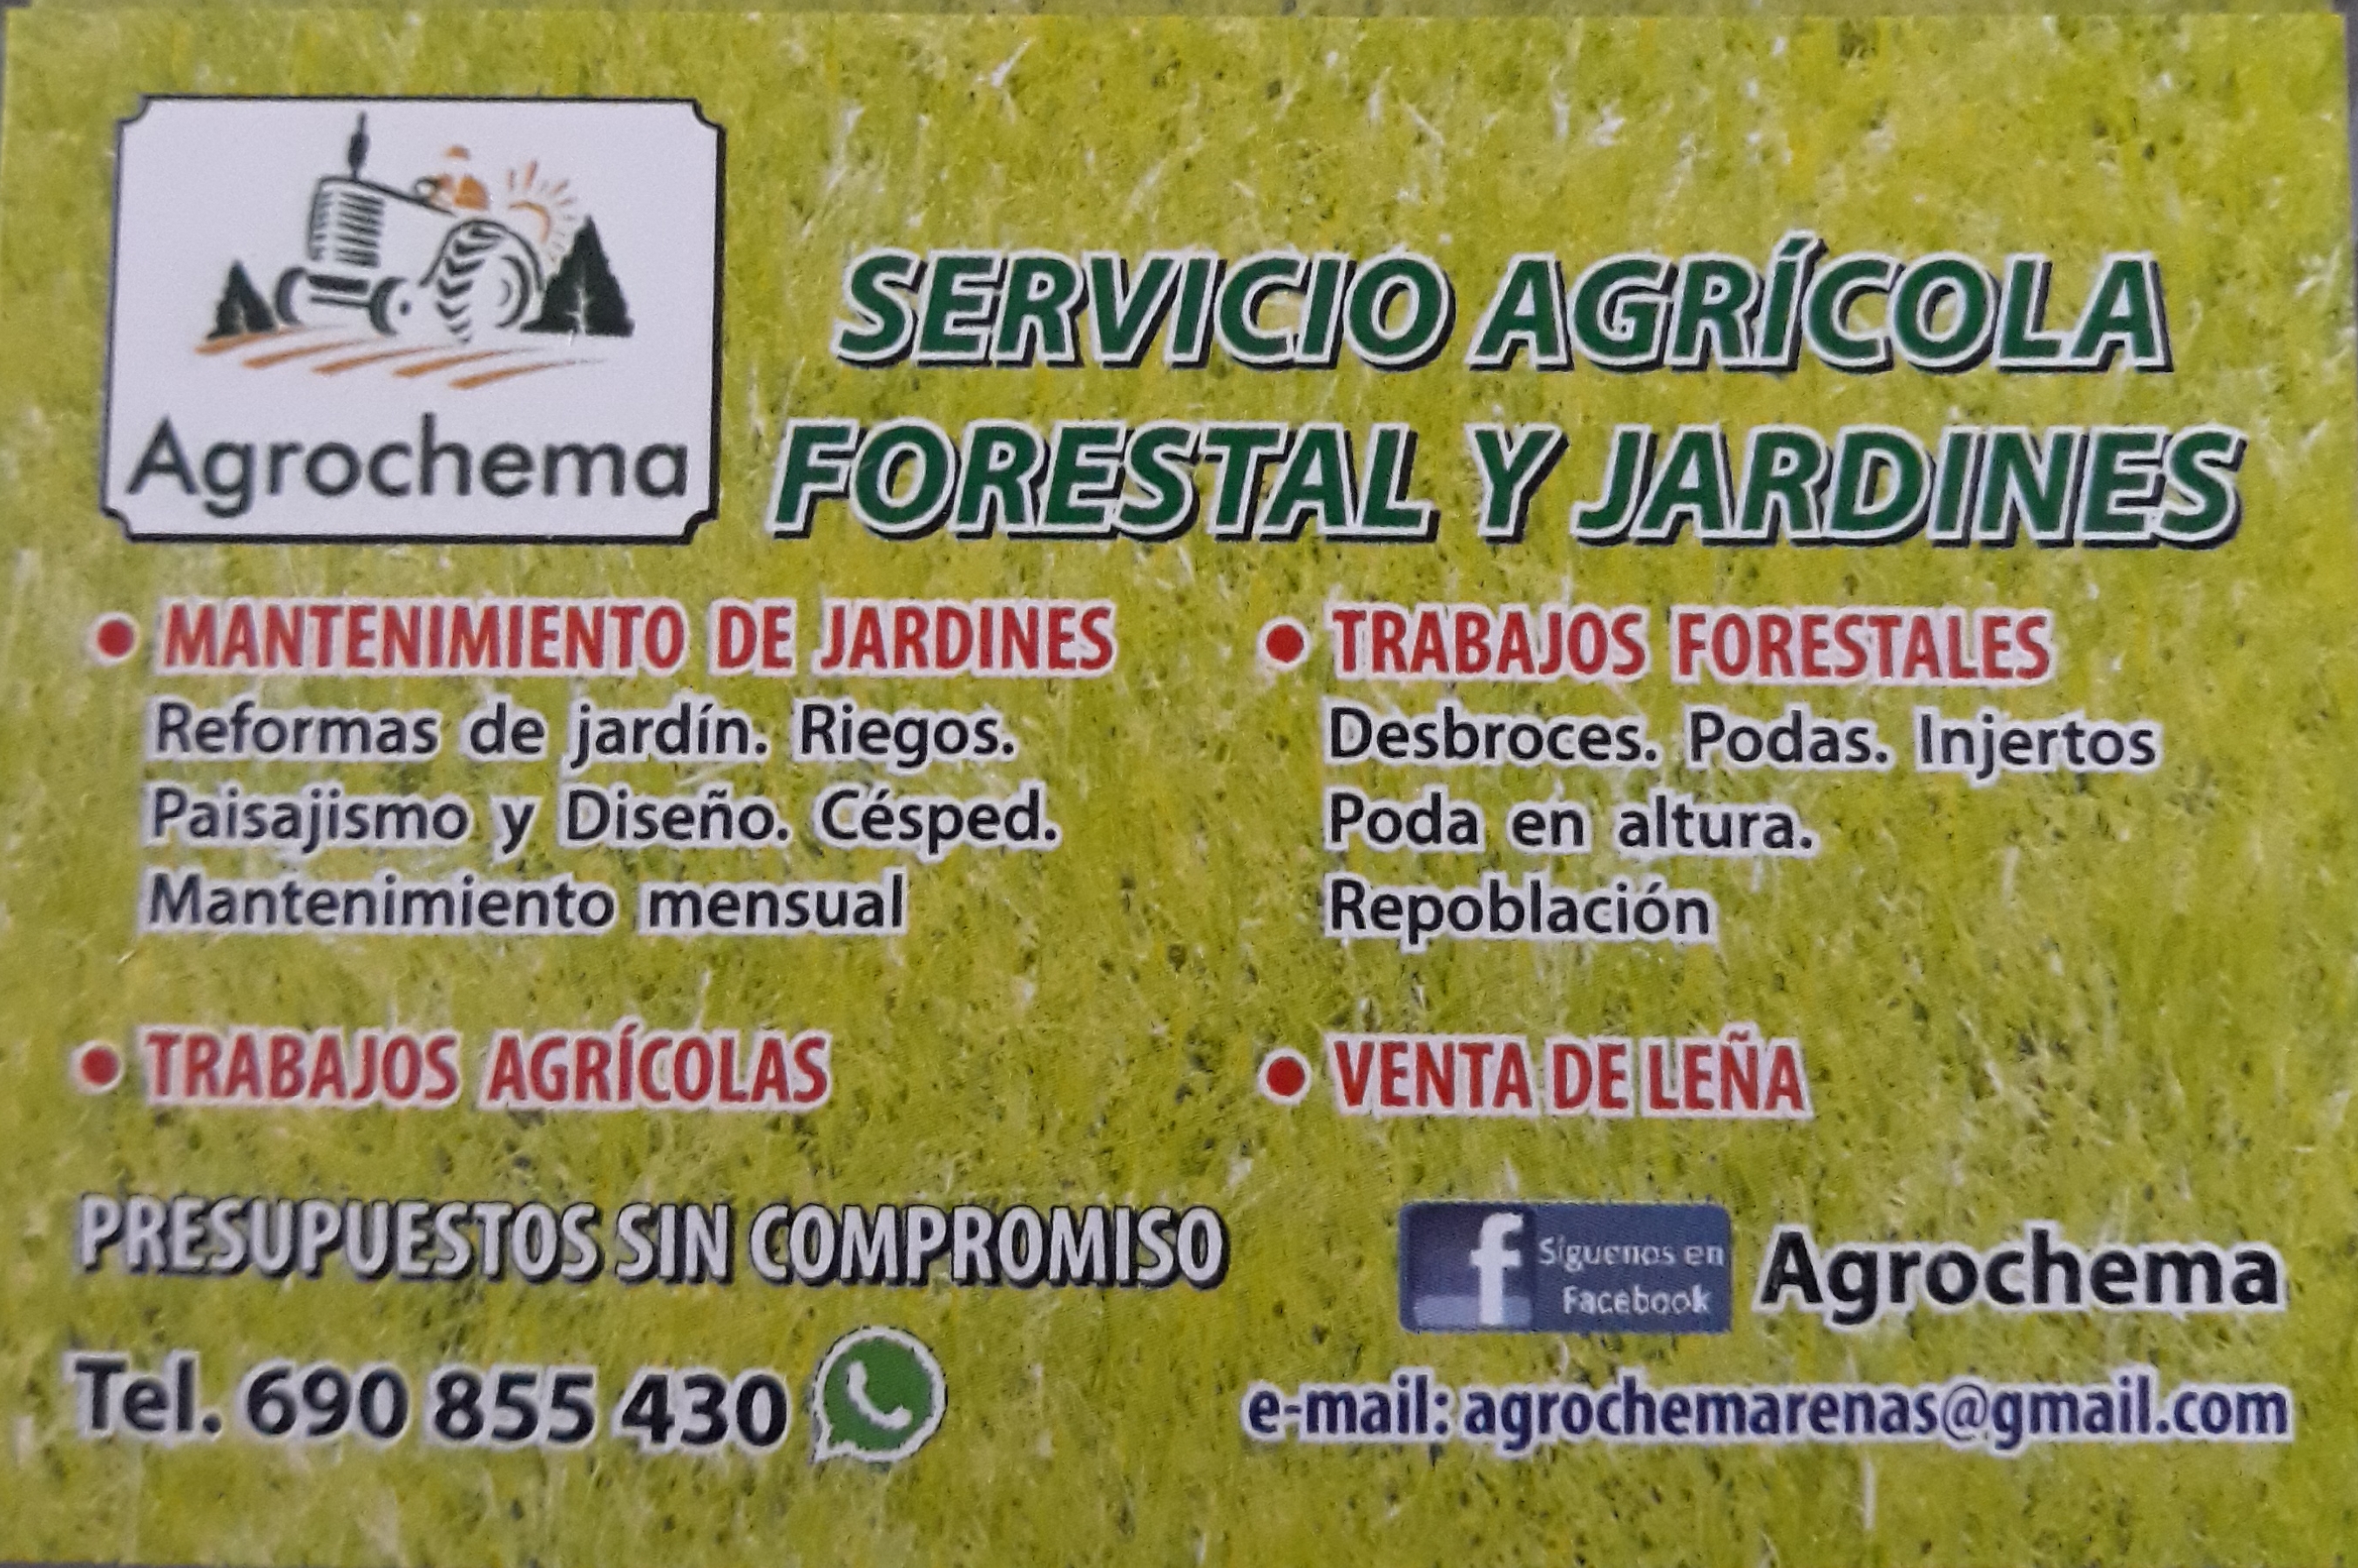 Agrochema
SERVICIO AGRÍCOLA
FORESTAL Y JARDINES
• MANTENIMIENTO DE JARDINES
Reformas de jardín. Riegos.
Paisajismo y Diseño. Césped.
Mantenimiento mensual
• TRABAJOS FORESTALES
Desbroces. Podas. Injertos
Poda en altura.
Repoblación
• TRABAJOS AGRÍCOLAS
• VENTA DE LEÑA
PRESUPUESTOS SIN COMPROMISO
f Síguenos en
Facebook
Agrochema
Tel. 690 855 430
e-mail: agrochemarenas@gmail.com